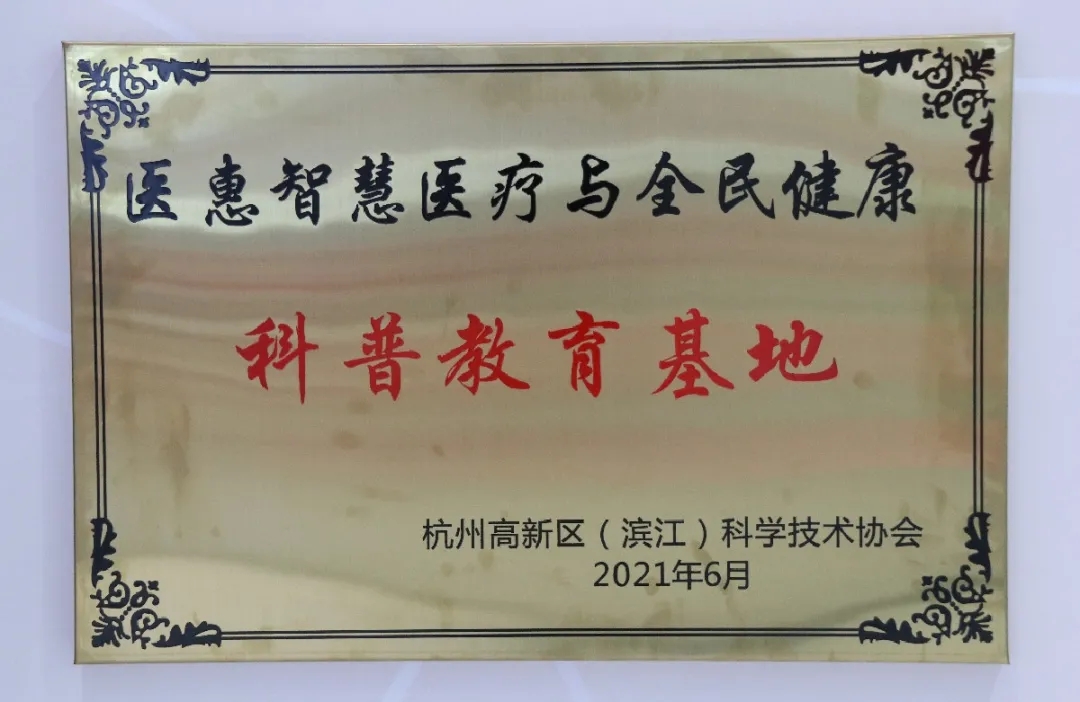 医惠智慧医疗与全民健康
科普教育基地
杭州高新区（滨江）科学技术协会
2021年6月